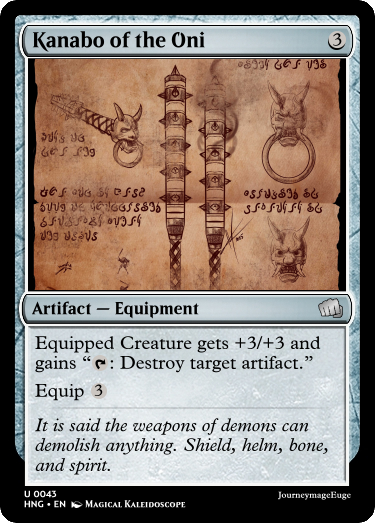 Kanabo of the Oni 3
Artifact — Equipment
Equipped Creature gets +3/+3 and
gains “ : Destroy target artifact.”
Equip 3
It is said the weapons of demons can
demolish anything. Shield, helm, bone,
and spirit.
U 0043
HNG • EN Magical Kaleidoscope
JourneymageEuge